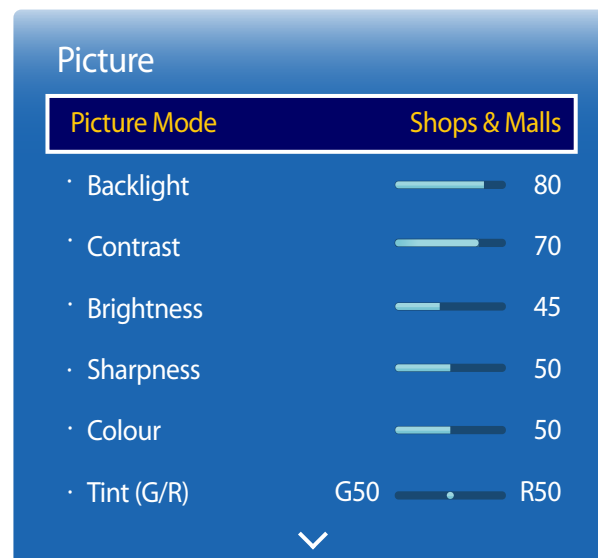 Picture
Picture Mode Shops & Malls
· Backlight 80
· Contrast 70
· Brightness 45
· Sharpness 50
· Colour 50
· Tint (G/R) G50 R50